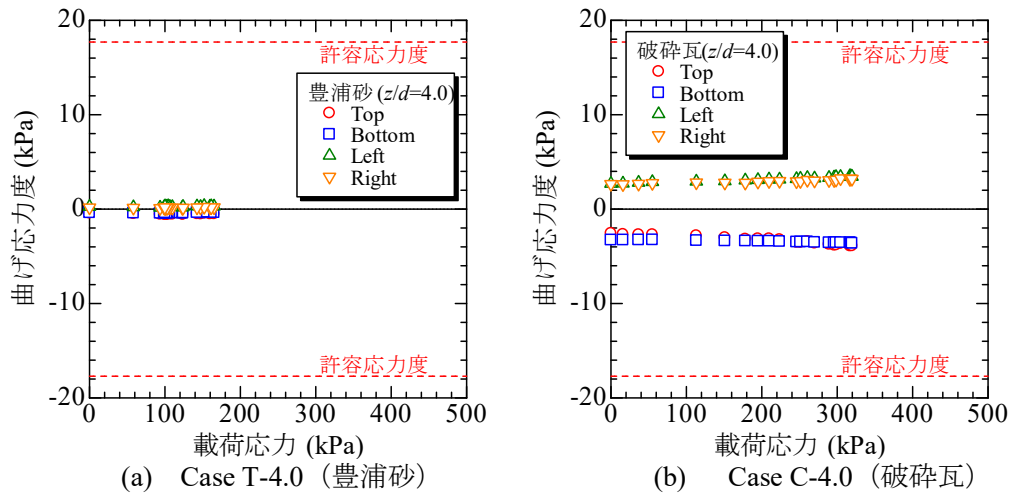 20
10
0
-10
-20
曲げ応力度 (kPa)
許容応力度
豊浦砂 (z/d=4.0)
Top
Bottom
Left
Right
許容応力度
0 100 200 300 400 500
載荷応力 (kPa)
(a) Case T-4.0（豊浦砂）
20
10
0
-10
-20
曲げ応力度 (kPa)
許容応力度
破砕瓦(z/d=4.0)
Top
Bottom
Left
Right
許容応力度
0 100 200 300 400 500
載荷応力 (kPa)
(b) Case C-4.0（破砕瓦）